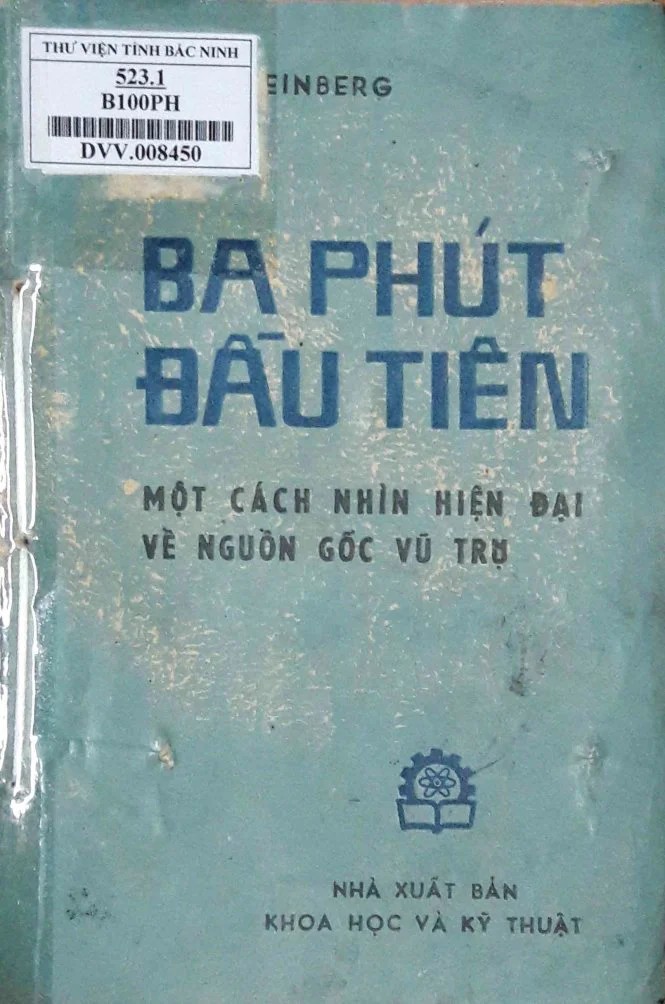 THƯ VIỆN TỈNH BẮC NINH
523.1
B100PH
DVV.008450
EINBERG
BA PHÚT
ĐẦU TIÊN
MỘT CÁCH NHÌN HIỆN ĐẠI
VỀ NGUỒN GỐC VŨ TRỤ
NHÀ XUẤT BẢN
KHOA HỌC VÀ KỸ THUẬT